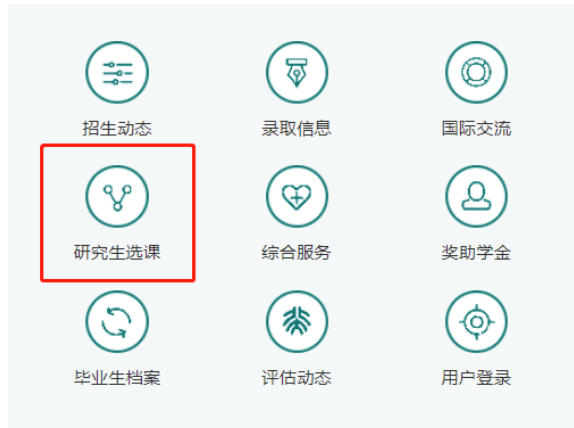 招生动态 录取信息 国际交流
研究生选课 综合服务 奖助学金
毕业生档案 评估动态 用户登录